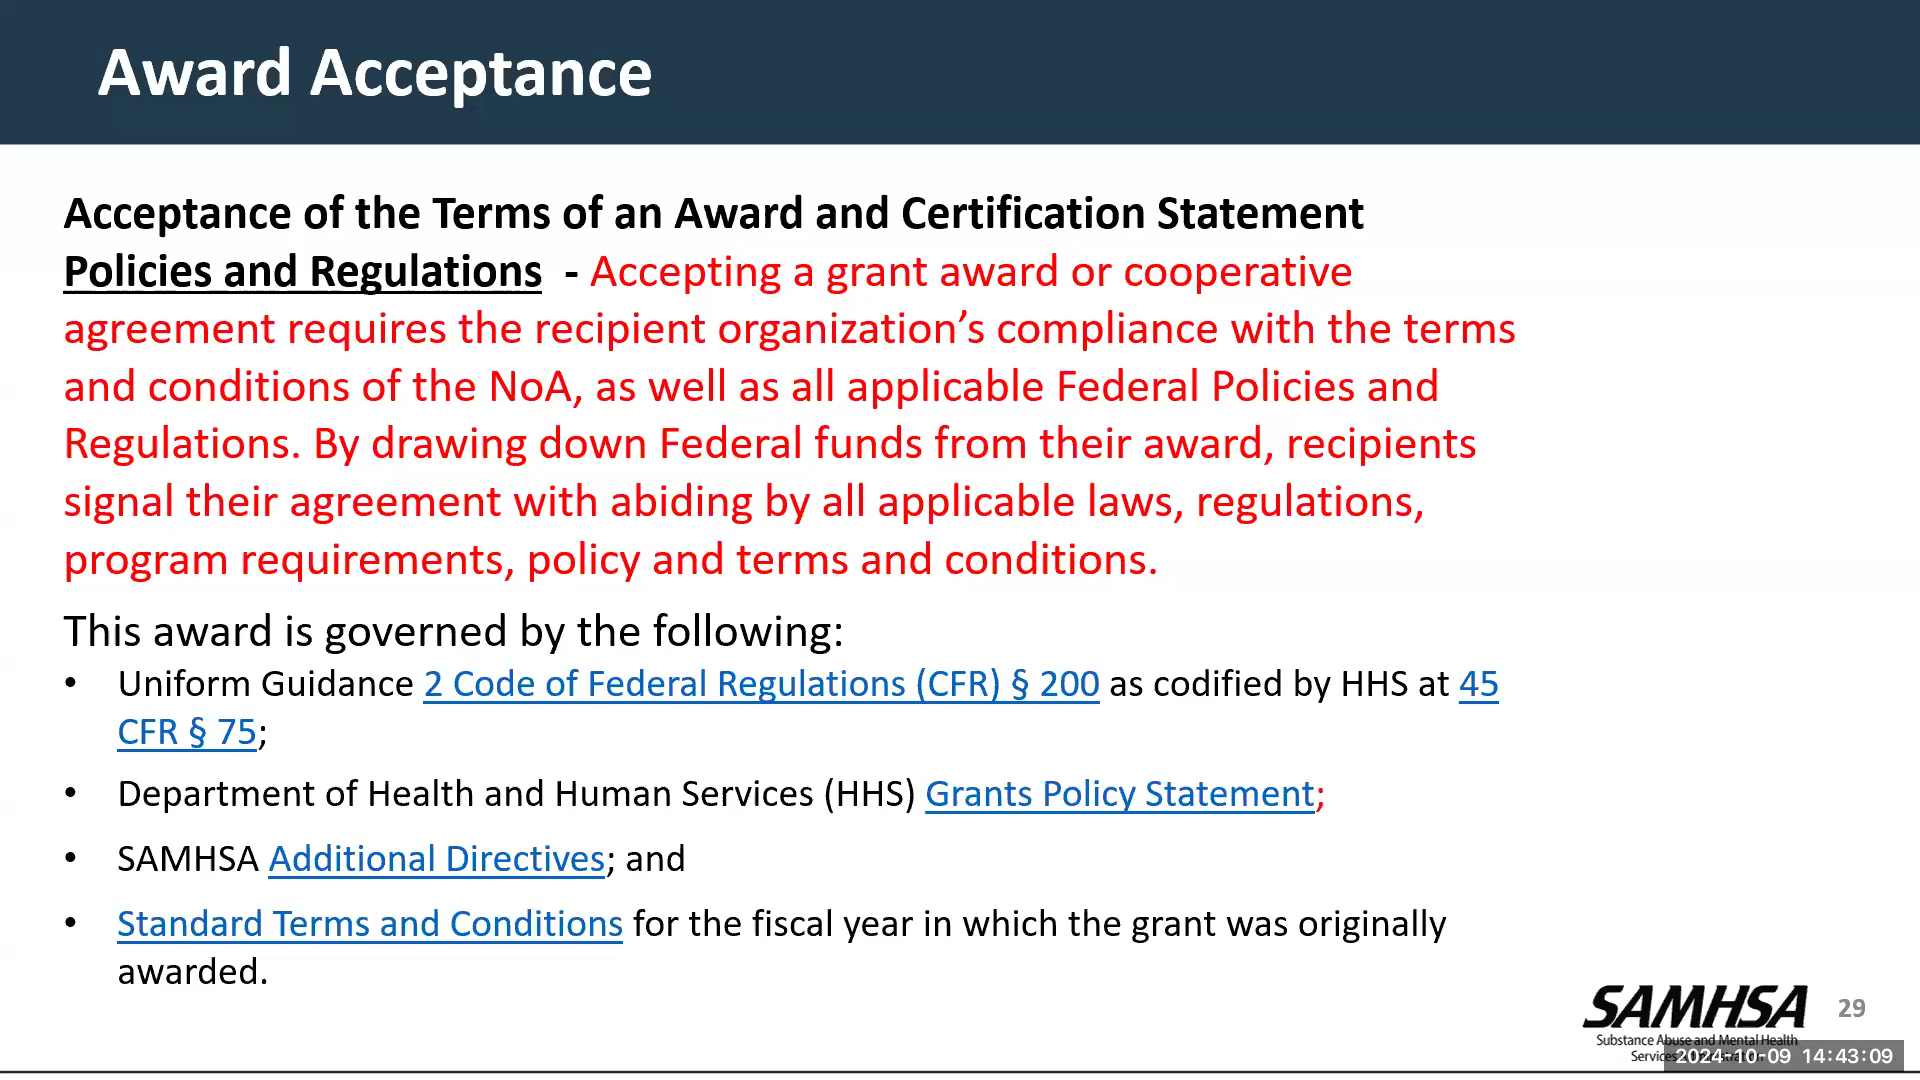 Award Acceptance
Acceptance of the Terms of an Award and Certification Statement
Policies and Regulations - Accepting a grant award or cooperative
agreement requires the recipient organization’s compliance with the terms
and conditions of the NoA, as well as all applicable Federal Policies and
Regulations. By drawing down Federal funds from their award, recipients
signal their agreement with abiding by all applicable laws, regulations,
program requirements, policy and terms and conditions.
This award is governed by the following:
• Uniform Guidance 2 Code of Federal Regulations (CFR) § 200 as codified by HHS at 45
CFR § 75;
• Department of Health and Human Services (HHS) Grants Policy Statement;
• SAMHSA Additional Directives; and
• Standard Terms and Conditions for the fiscal year in which the grant was originally
awarded.
SAMHSA
29
Substance Abuse and Mental Health
Services
2024-10-09 14:43:09